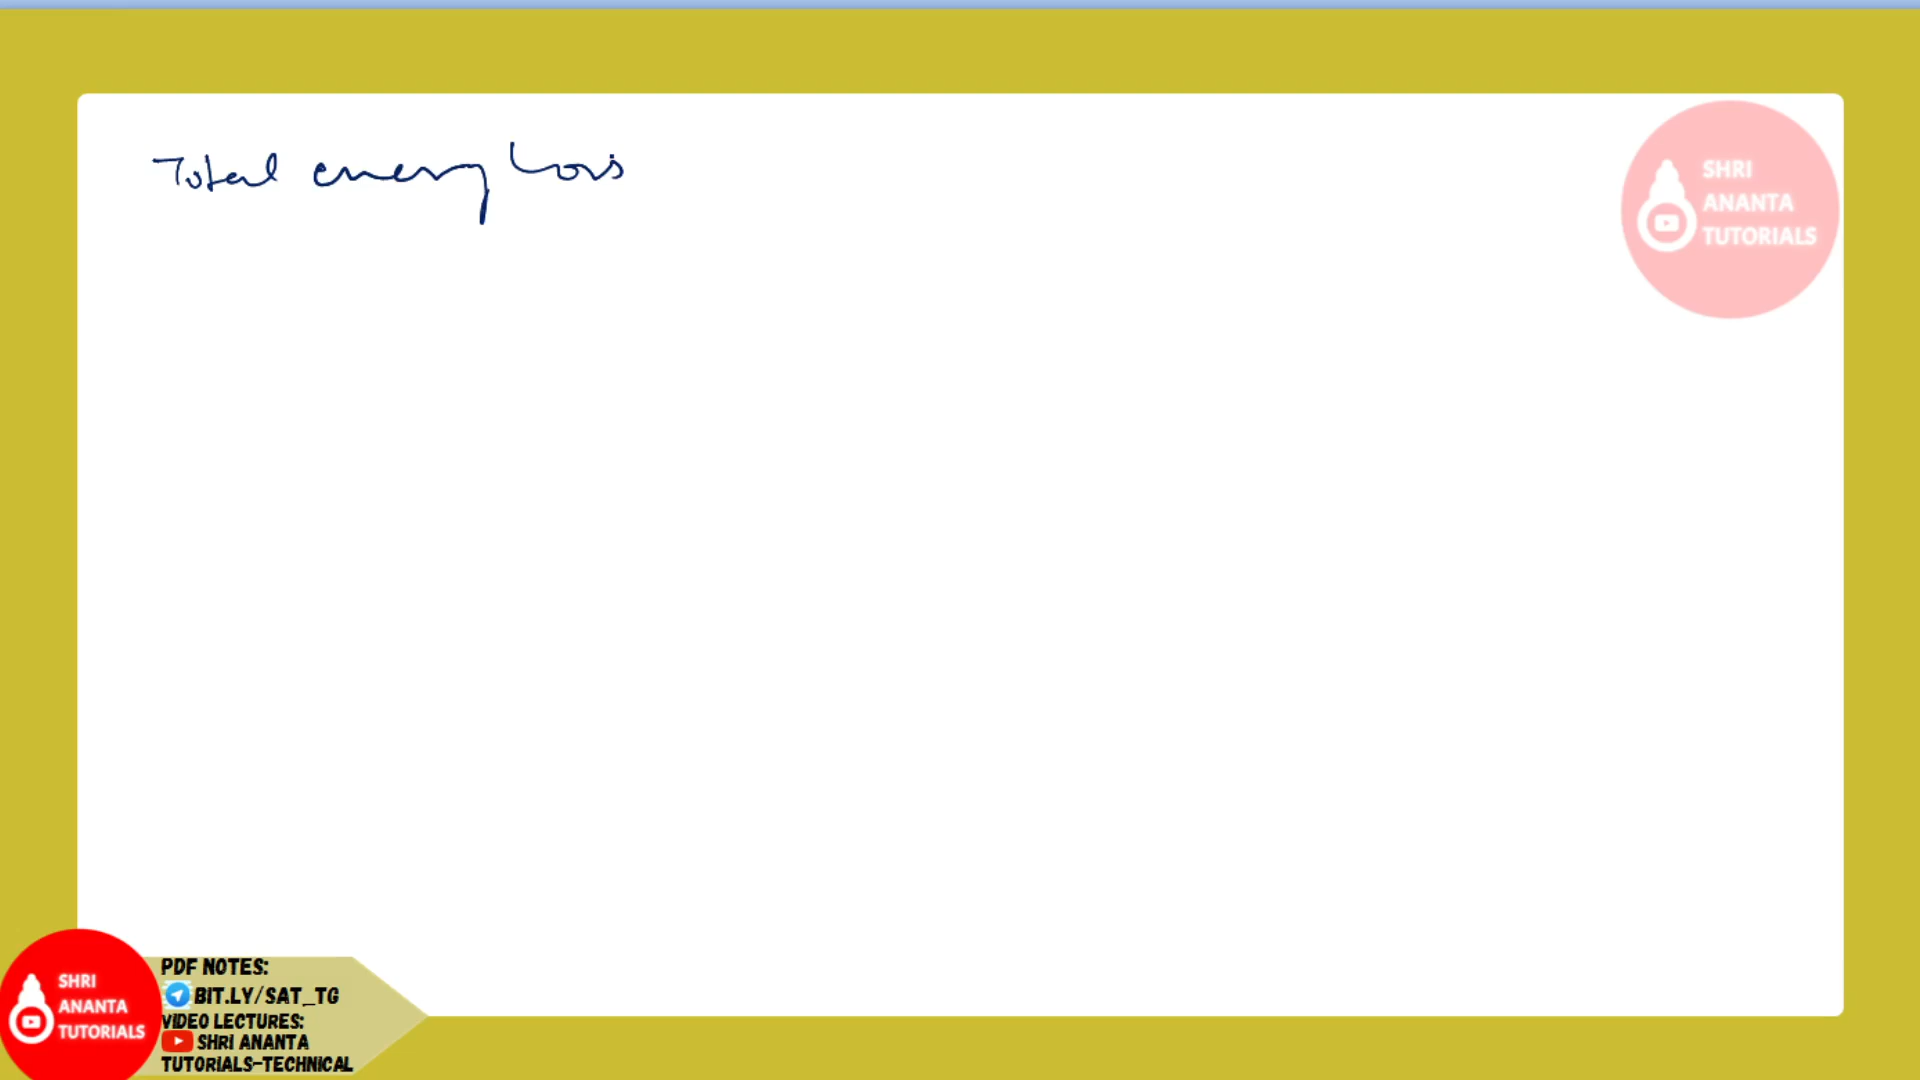 Total energy loss
SHRI
ANANTA
TUTORIALS
PDF NOTES:
BIT.LY/SAT_TG
VIDEO LECTURES:
SHRI ANANTA
TUTORIALS-TECHNICAL
SHRI
ANANTA
TUTORIALS